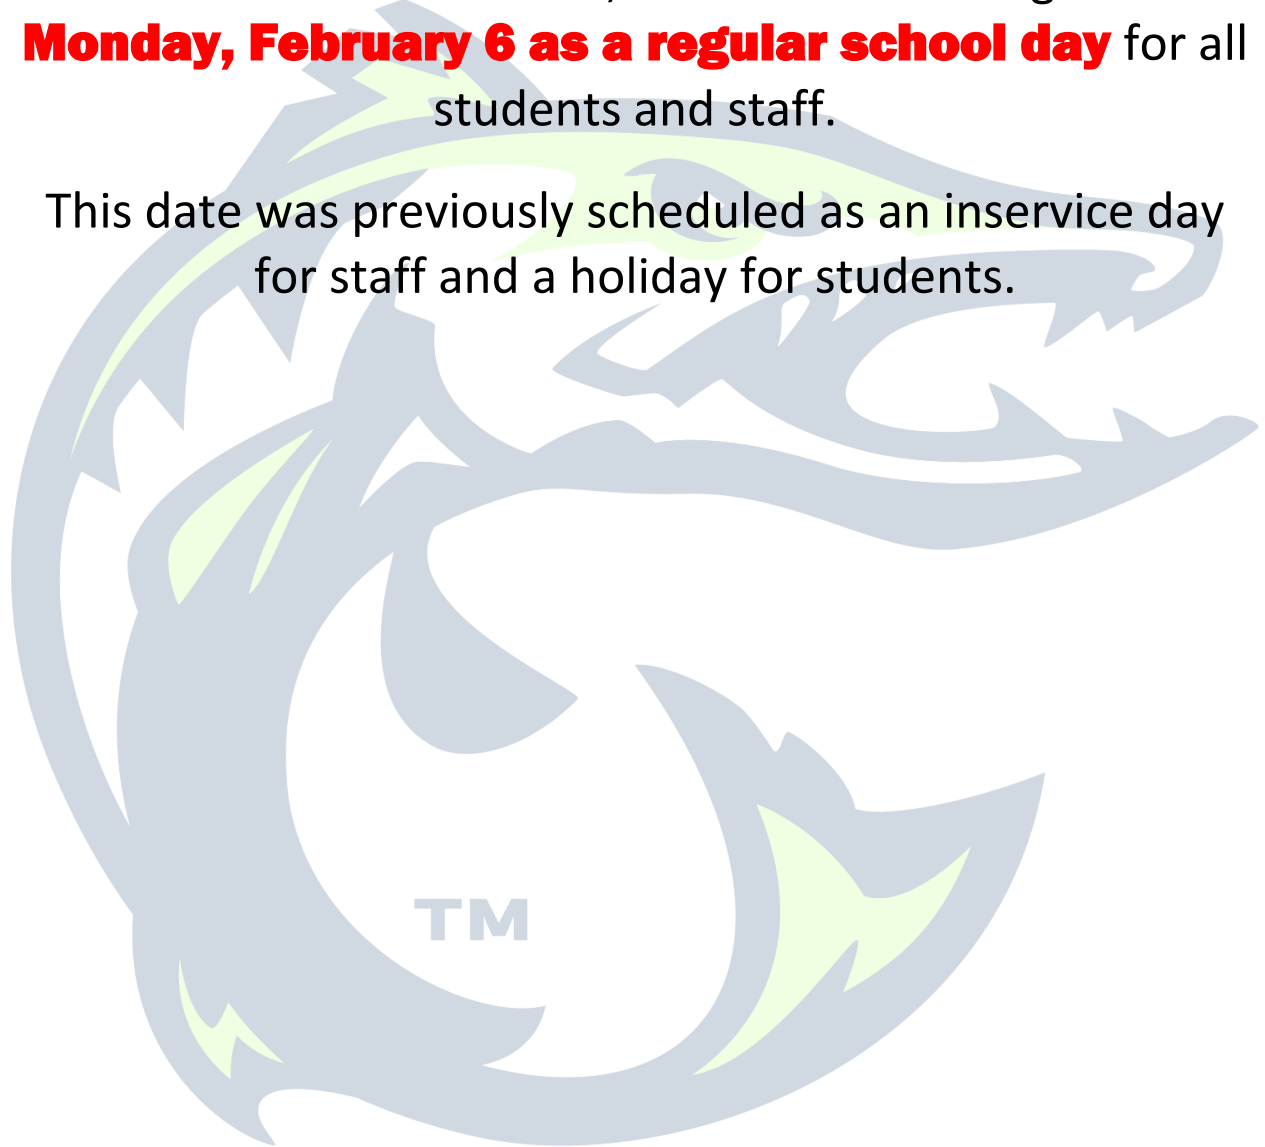 Monday, February 6 as a regular school day for all
students and staff.
This date was previously scheduled as an inservice day
for staff and a holiday for students.
TM